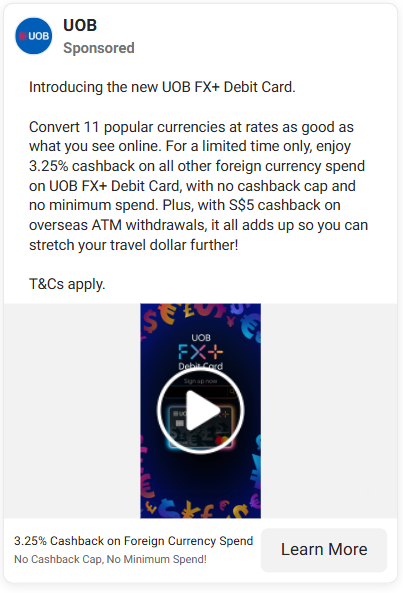 UOB
UOB
Sponsored
Introducing the new UOB FX+ Debit Card.
Convert 11 popular currencies at rates as good as
what you see online. For a limited time only, enjoy
3.25% cashback on all other foreign currency spend
on UOB FX+ Debit Card, with no cashback cap and
no minimum spend. Plus, with S$5 cashback on
overseas ATM withdrawals, it all adds up so you can
stretch your travel dollar further!
T&Cs apply.
UOB
FX+
Debit Card
Sign up now
UOB
3.25% Cashback on Foreign Currency Spend
No Cashback Cap, No Minimum Spend!
Learn More